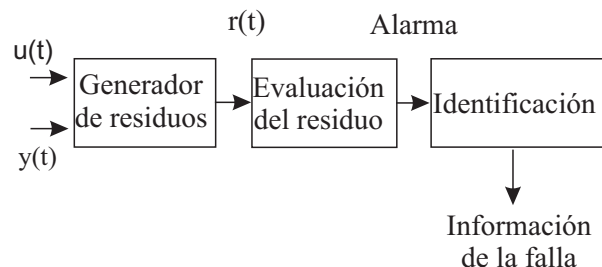 r(t)
Alarma
u(t)
y(t)
Generador
de residuos
Evaluación
del residuo
Identificación
Información
de la falla